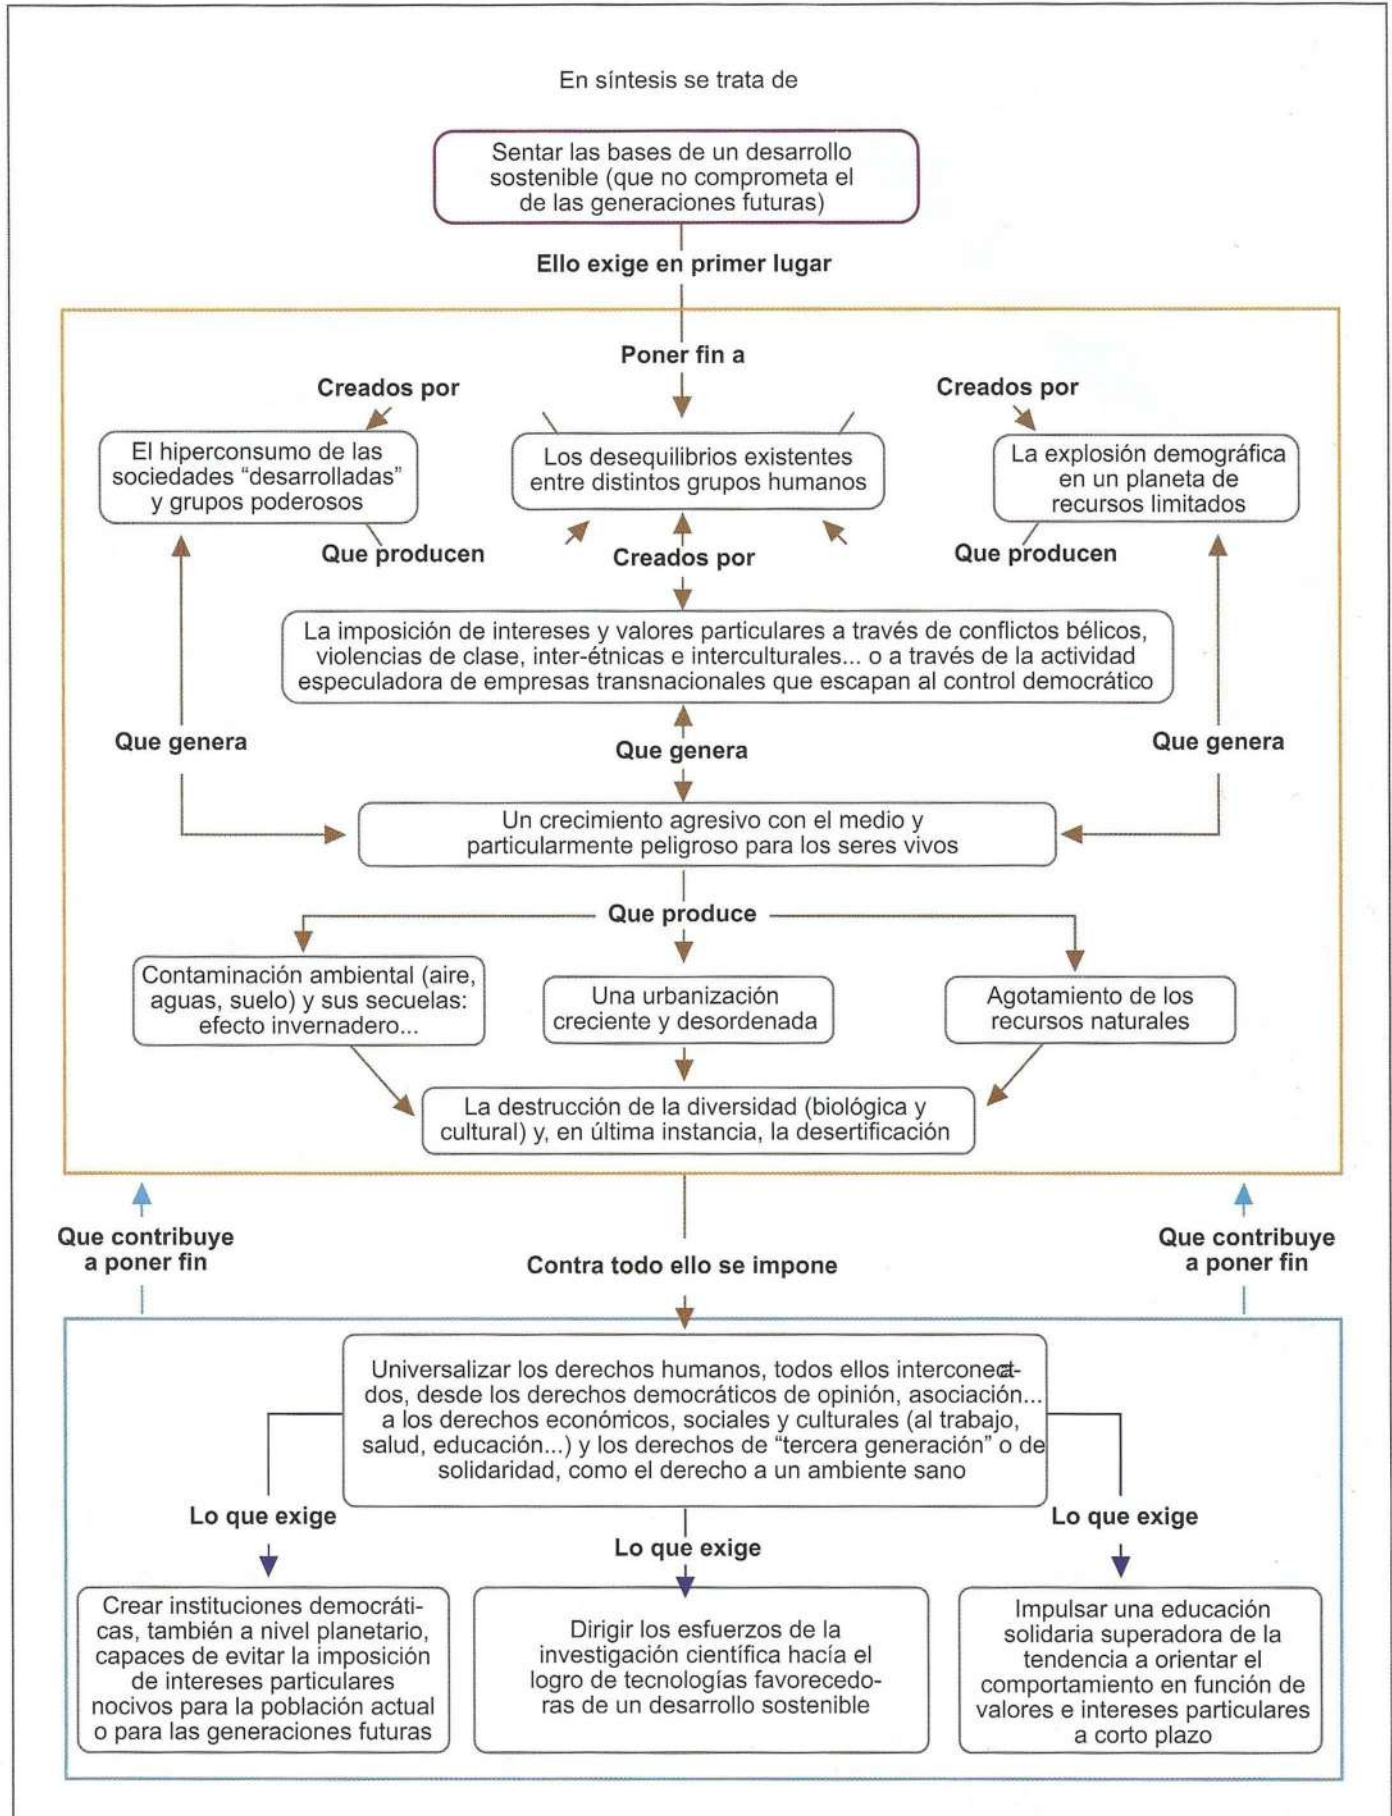 En síntesis se trata de
Sentar las bases de un desarrollo
sostenible (que no comprometa el
de las generaciones futuras)
Ello exige en primer lugar
Poner fin a
Creados por
Creados por
El hiperconsumo de las
sociedades “desarrolladas”
y grupos poderosos
Los desequilibrios existentes
entre distintos grupos humanos
La explosión demográfica
en un planeta de
recursos limitados
Que producen
Creados por
Que producen
La imposición de intereses y valores particulares a través de conflictos bélicos,
violencias de clase, inter-étnicas e interculturales... o a través de la actividad
especuladora de empresas transnacionales que escapan al control democrático
Que genera
Que genera
Que genera
Un crecimiento agresivo con el medio y
particularmente peligroso para los seres vivos
Que produce
Contaminación ambiental (aire,
aguas, suelo) y sus secuelas:
efecto invernadero...
Una urbanización
creciente y desordenada
Agotamiento de los
recursos naturales
La destrucción de la diversidad (biológica y
cultural) y, en última instancia, la desertificación
Que contribuye
a poner fin
Contra todo ello se impone
Que contribuye
a poner fin
Universalizar los derechos humanos, todos ellos interconecta-
dos, desde los derechos democráticos de opinión, asociación...
a los derechos económicos, sociales y culturales (al trabajo,
salud, educación...) y los derechos de “tercera generación” o de
solidaridad, como el derecho a un ambiente sano
Lo que exige
Lo que exige
Lo que exige
Crear instituciones democráti-
cas, también a nivel planetario,
capaces de evitar la imposición
de intereses particulares
nocivos para la población actual
o para las generaciones futuras
Dirigir los esfuerzos de la
investigación científica hacía el
logro de tecnologías favorecedo-
ras de un desarrollo sostenible
Impulsar una educación
solidaria superadora de la
tendencia a orientar el
comportamiento en función de
valores e intereses particulares
a corto plazo